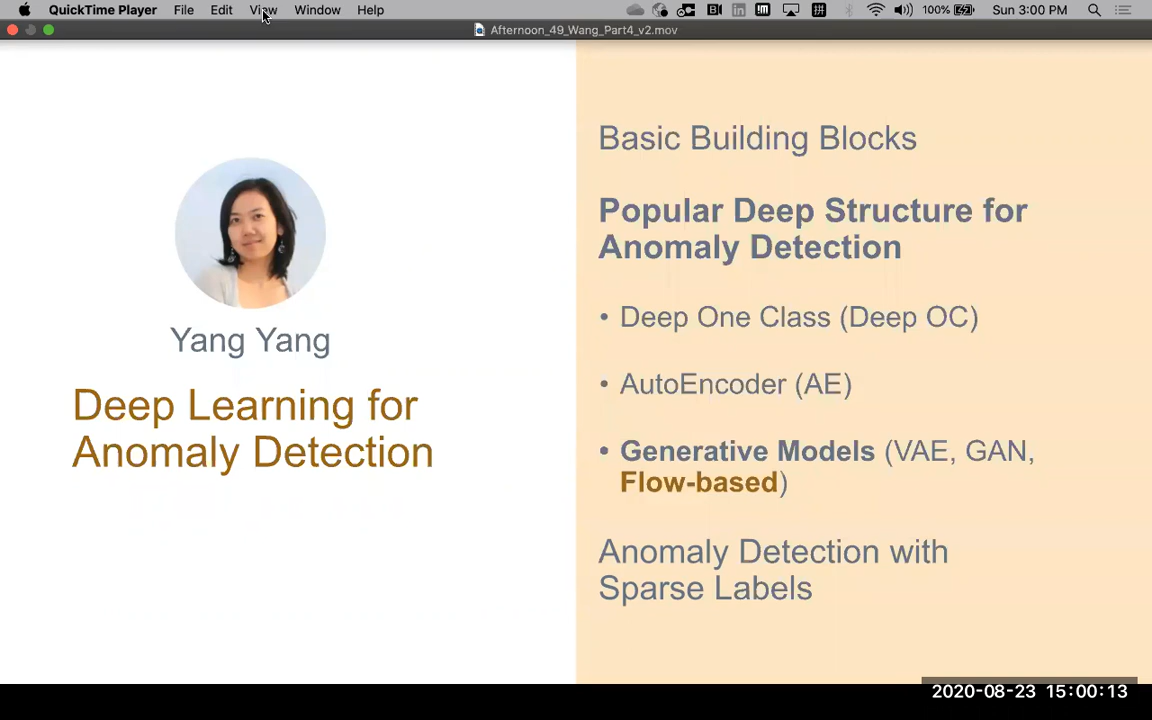 QuickTime Player File Edit View Window Help 100% Sun 3:00 PM
Afternoon_49_Wang_Part4_v2.mov
Yang Yang
Deep Learning for
Anomaly Detection
Basic Building Blocks
Popular Deep Structure for
Anomaly Detection
• Deep One Class (Deep OC)
• AutoEncoder (AE)
• Generative Models (VAE, GAN,
Flow-based)
Anomaly Detection with
Sparse Labels
2020-08-23 15:00:13